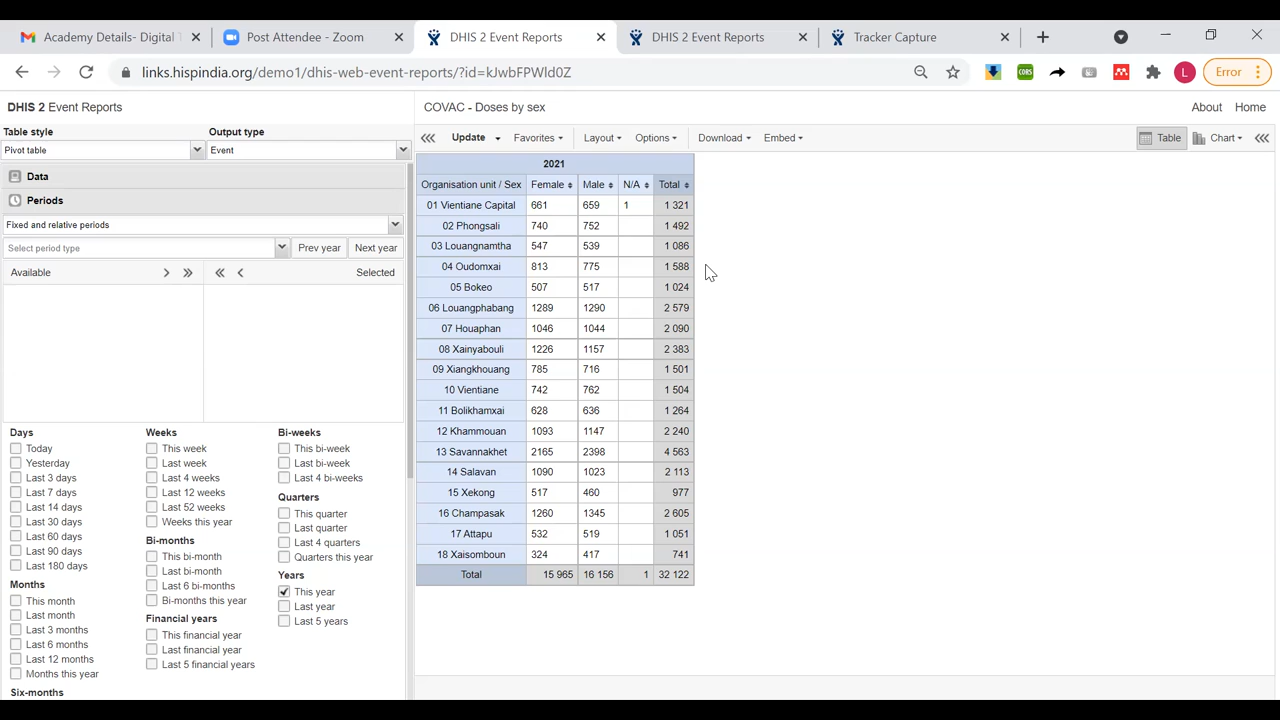 Academy Details- Digital
Post Attendee - Zoom
DHIS 2 Event Reports
DHIS 2 Event Reports
Tracker Capture
links.hispindia.org/demo1/dhis-web-event-reports/?id=kJwbFPWld0Z
CORS
L
Error
DHIS 2 Event Reports
COVAC - Doses by sex
About Home
Table style Output type
Pivot table Event
Update Favorites Layout Options Download Embed Table Chart
Data
Periods
Fixed and relative periods
Select period type Prev year Next year
Available Selected
Days
Today
Yesterday
Last 3 days
Last 7 days
Last 14 days
Last 30 days
Last 60 days
Last 90 days
Last 180 days
Months
This month
Last month
Last 3 months
Last 6 months
Last 12 months
Months this year
Six-months
Weeks
This week
Last week
Last 4 weeks
Last 12 weeks
Last 52 weeks
Weeks this year
Bi-months
This bi-month
Last bi-month
Last 6 bi-months
Bi-months this year
Financial years
This financial year
Last financial year
Last 5 financial years
Bi-weeks
This bi-week
Last bi-week
Last 4 bi-weeks
Quarters
This quarter
Last quarter
Last 4 quarters
Quarters this year
Years
This year
Last year
Last 5 years
2021
Organisation unit / Sex Female Male N/A Total
01 Vientiane Capital 661 659 1 1 321
02 Phongsali 740 752 1 492
03 Louangnamtha 547 539 1 086
04 Oudomxai 813 775 1 588
05 Bokeo 507 517 1 024
06 Louangphabang 1289 1290 2 579
07 Houaphan 1046 1044 2 090
08 Xainyabouli 1226 1157 2 383
09 Xiangkhouang 785 716 1 501
10 Vientiane 742 762 1 504
11 Bolikhamxai 628 636 1 264
12 Khammouan 1093 1147 2 240
13 Savannakhet 2165 2398 4 563
14 Salavan 1090 1023 2 113
15 Xekong 517 460 977
16 Champasak 1260 1345 2 605
17 Attapu 532 519 1 051
18 Xaisomboun 324 417 741
Total 15 965 16 156 1 32 122